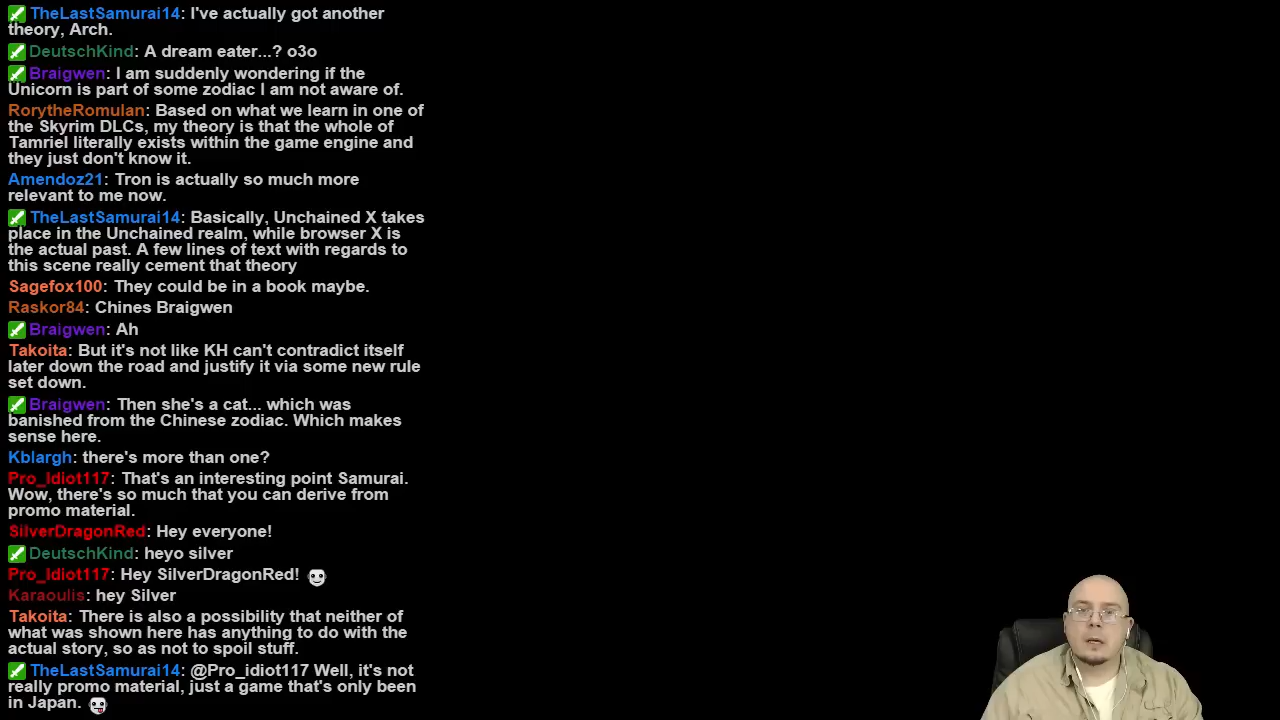 TheLastSamurai14: I've actually got another
theory, Arch.
DeutschKind: A dream eater...? o3o
Braigwen: I am suddenly wondering if the
Unicorn is part of some zodiac I am not aware of.
RorytheRomulan: Based on what we learn in one of
the Skyrim DLCs, my theory is that the whole of
Tamriel literally exists within the game engine and
they just don't know it.
Amendoz21: Tron is actually so much more
relevant to me now.
TheLastSamurai14: Basically, Unchained X takes
place in the Unchained realm, while browser X is
the actual past. A few lines of text with regards to
this scene really cement that theory
Sagefox100: They could be in a book maybe.
Raskor84: Chines Braigwen
Braigwen: Ah
Takoita: But it's not like KH can't contradict itself
later down the road and justify it via some new rule
set down.
Braigwen: Then she's a cat... which was
banished from the Chinese zodiac. Which makes
sense here.
Kblargh: there's more than one?
Pro_Idiot117: That's an interesting point Samurai.
Wow, there's so much that you can derive from
promo material.
SilverDragonRed: Hey everyone!
DeutschKind: heyo silver
Pro_Idiot117: Hey SilverDragonRed!
Karaoulis: hey Silver
Takoita: There is also a possibility that neither of
what was shown here has anything to do with the
actual story, so as not to spoil stuff.
TheLastSamurai14: @Pro_idiot117 Well, it's not
really promo material, just a game that's only been
in Japan.